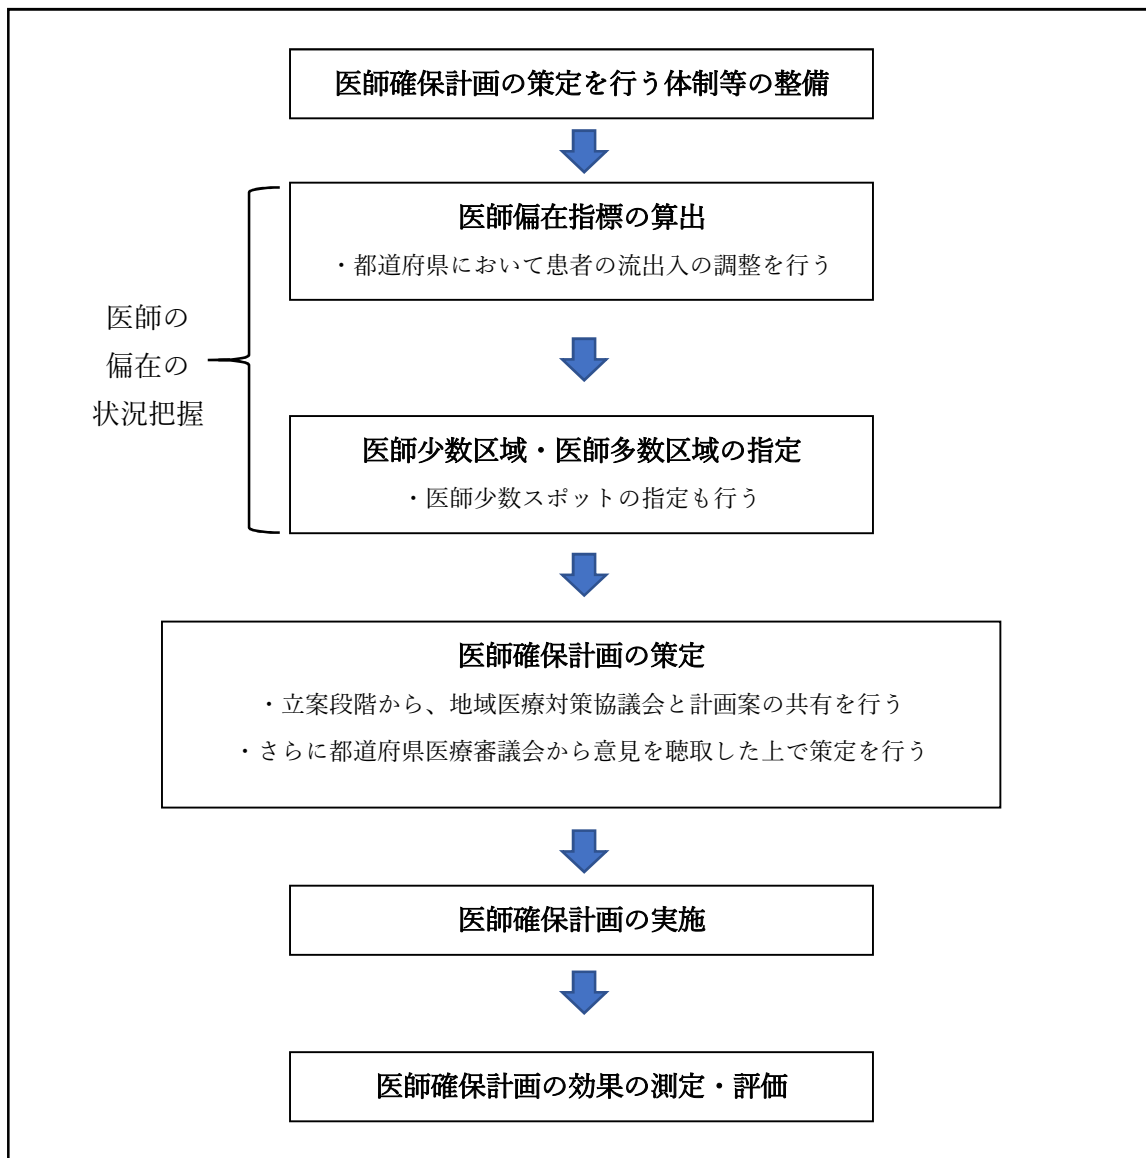 医師確保計画の策定を行う体制等の整備
医師偏在指標の算出
・都道府県において患者の流出入の調整を行う
医師の
偏在の
状況把握
医師少数区域・医師多数区域の指定
・医師少数スポットの指定も行う
医師確保計画の策定
・立案段階から、地域医療対策協議会と計画案の共有を行う
・さらに都道府県医療審議会から意見を聴取した上で策定を行う
医師確保計画の実施
医師確保計画の効果の測定・評価